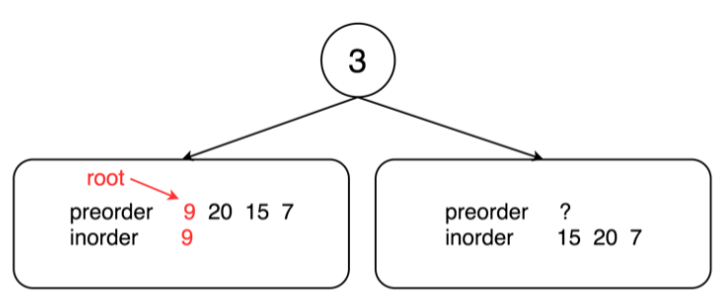 3
root
preorder 9 20 15 7
inorder 9
preorder ?
inorder 15 20 7